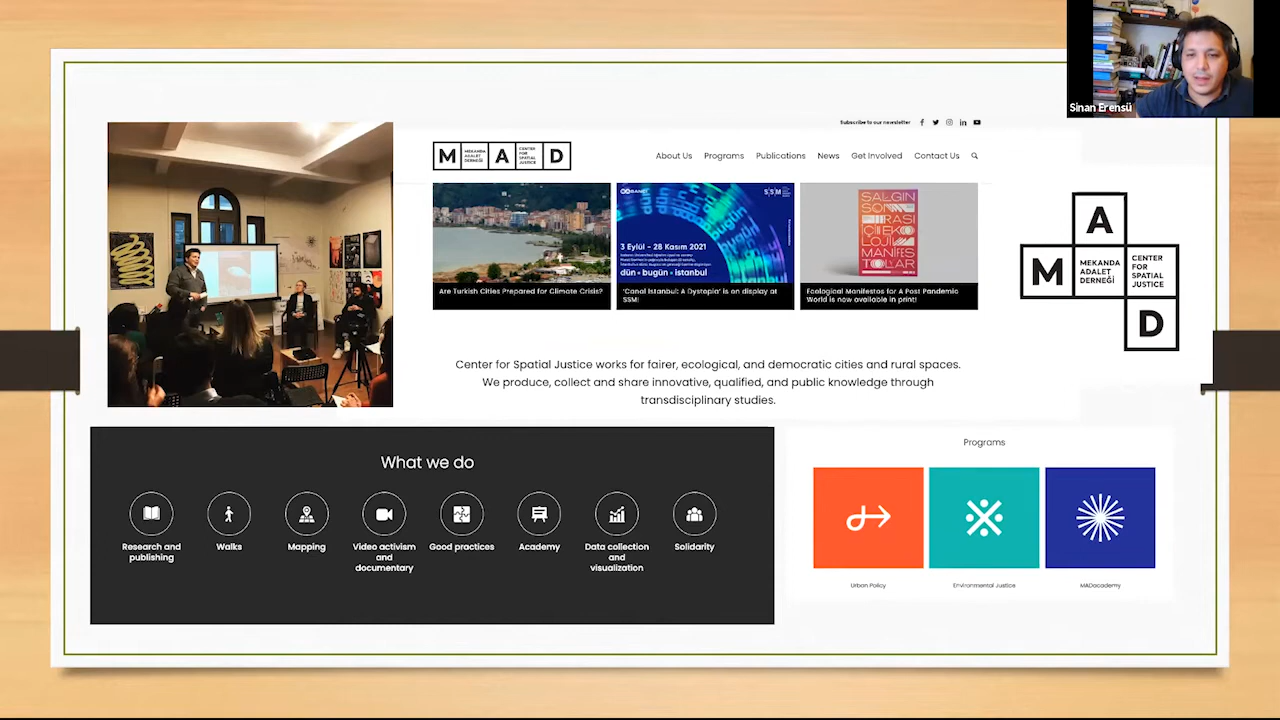 Sinan Erensü
Subscribe to our newsletter
M MEKANDA ADALET DERNEĞİ A CENTER FOR SPATIAL JUSTICE D
About Us Programs Publications News Get Involved Contact Us
3 Eylül - 28 Kasım 2021
dün • bugün • istanbul
SSM
SALGIN
SONRASI
İÇİN EKO
LOJİK
MANİFES
TOLAR
Are Turkish Cities Prepared for Climate Crisis?
'Canal Istanbul: A Dystopia' is on display at
SSM!
Ecological Manifestos for A Post Pandemic
World is now available in print!
A
M
MEKANDA
ADALET
DERNEĞİ
CENTER
FOR
SPATIAL
JUSTICE
D
Center for Spatial Justice works for fairer, ecological, and democratic cities and rural spaces.
We produce, collect and share innovative, qualified, and public knowledge through
transdisciplinary studies.
What we do
Research and
publishing
Walks
Mapping
Video activism
and
documentary
Good practices
Academy
Data collection
and
visualization
Solidarity
Programs
Urban Policy
Environmental Justice
MADacademy